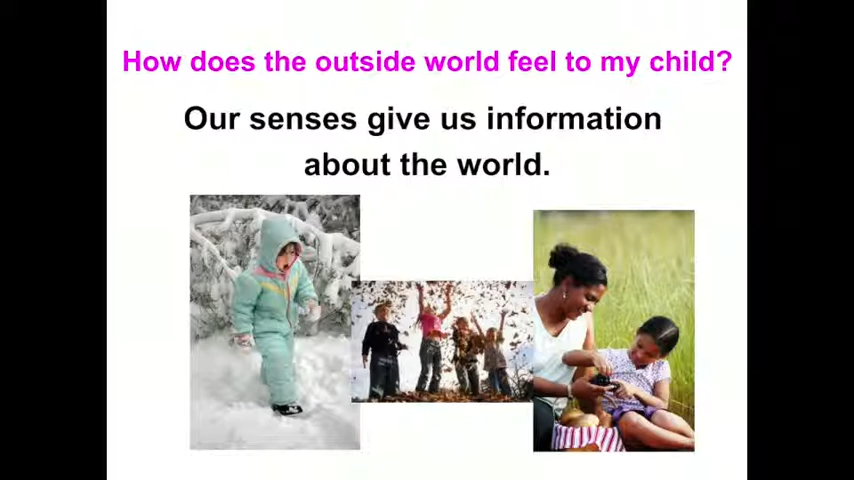 How does the outside world feel to my child?
Our senses give us information
about the world.